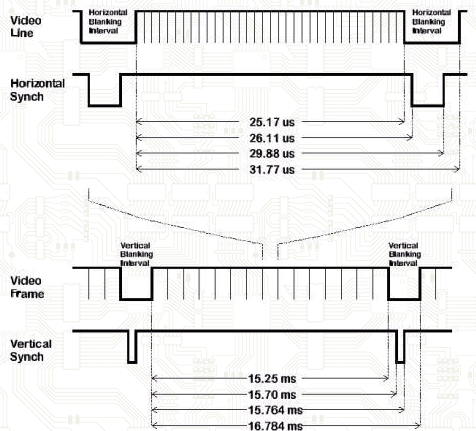 Video
Line
Horizontal
Blanking
Interval
Horizontal
Blanking
Interval
Horizontal
Synch
25.17 us
26.11 us
29.88 us
31.77 us
Vertical
Blanking
Interval
Vertical
Blanking
Interval
Video
Frame
Vertical
Synch
15.25 ms
15.70 ms
15.764 ms
16.784 ms